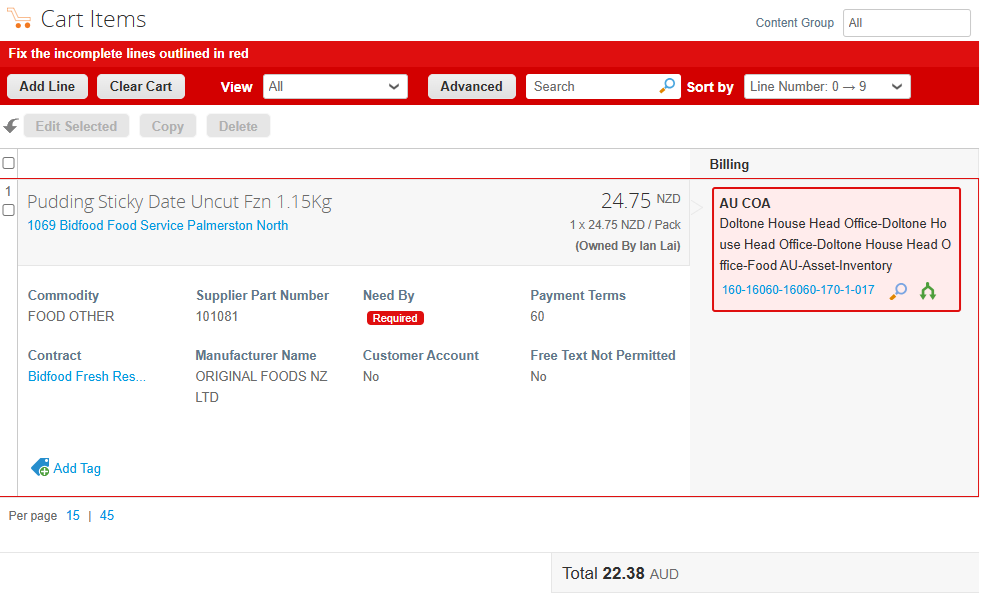 Cart Items
Content Group All
Fix the incomplete lines outlined in red
Add Line Clear Cart View All Advanced Search Sort by Line Number: 0 → 9
Edit Selected Copy Delete
Billing
1
Pudding Sticky Date Uncut Fzn 1.15Kg 24.75 NZD
1069 Bidfood Food Service Palmerston North 1 x 24.75 NZD / Pack
(Owned By Ian Lai)
AU COA
Doltone House Head Office-Doltone Ho
use Head Office-Doltone House Head O
ffice-Food AU-Asset-Inventory
160-16060-16060-170-1-017
Commodity Supplier Part Number Need By Payment Terms
FOOD OTHER 101081 Required 60
Contract Manufacturer Name Customer Account Free Text Not Permitted
Bidfood Fresh Res... ORIGINAL FOODS NZ No No
LTD
Add Tag
Per page 15 | 45
Total 22.38 AUD